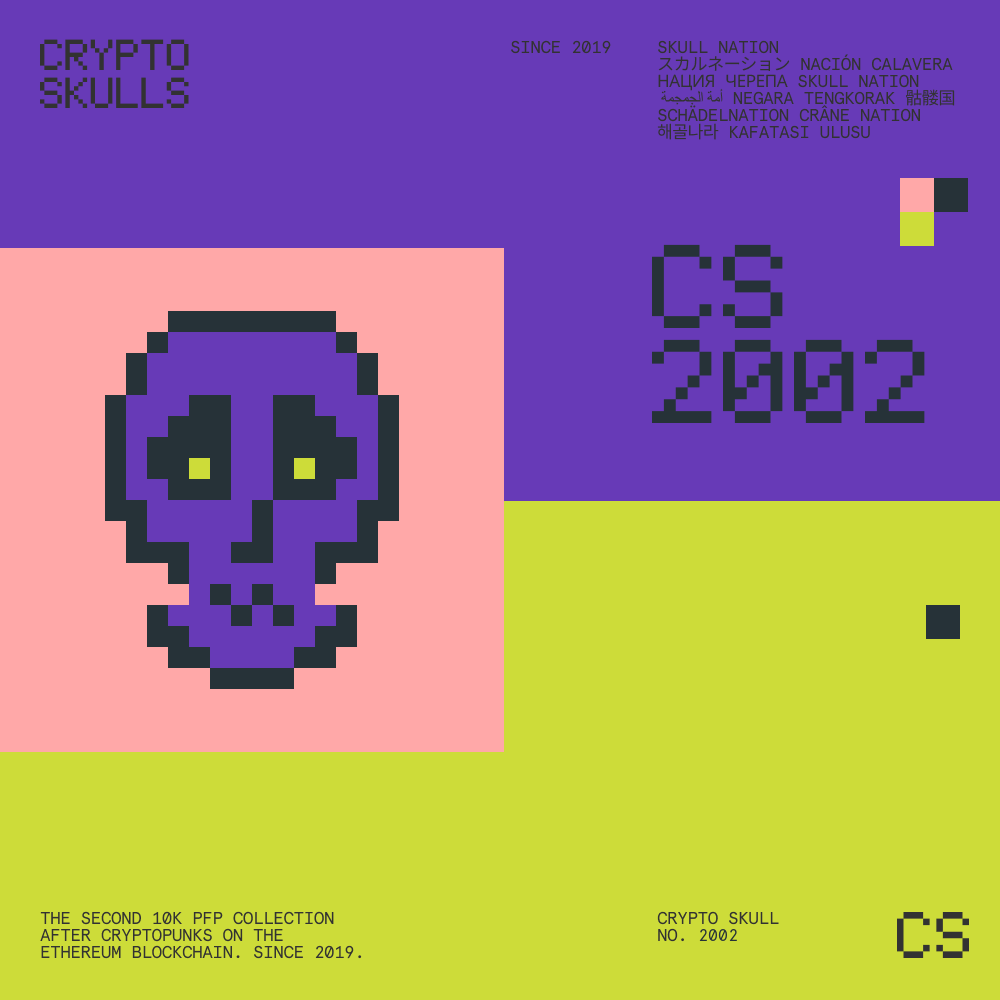 CRYPTO
SKULLS
SINCE 2019
SKULL NATION
スカルネーション NACIÓN CALAVERA
НАЦИЯ ЧЕРЕПА SKULL NATION
أمة الجمجمة NEGARA TENGKORAK 骷髅国
SCHÄDELNATION CRÂNE NATION
해골나라 KAFATASI ULUSU
CS
2002
THE SECOND 10K PFP COLLECTION
AFTER CRYPTOPUNKS ON THE
ETHEREUM BLOCKCHAIN. SINCE 2019.
CRYPTO SKULL
NO. 2002
CS